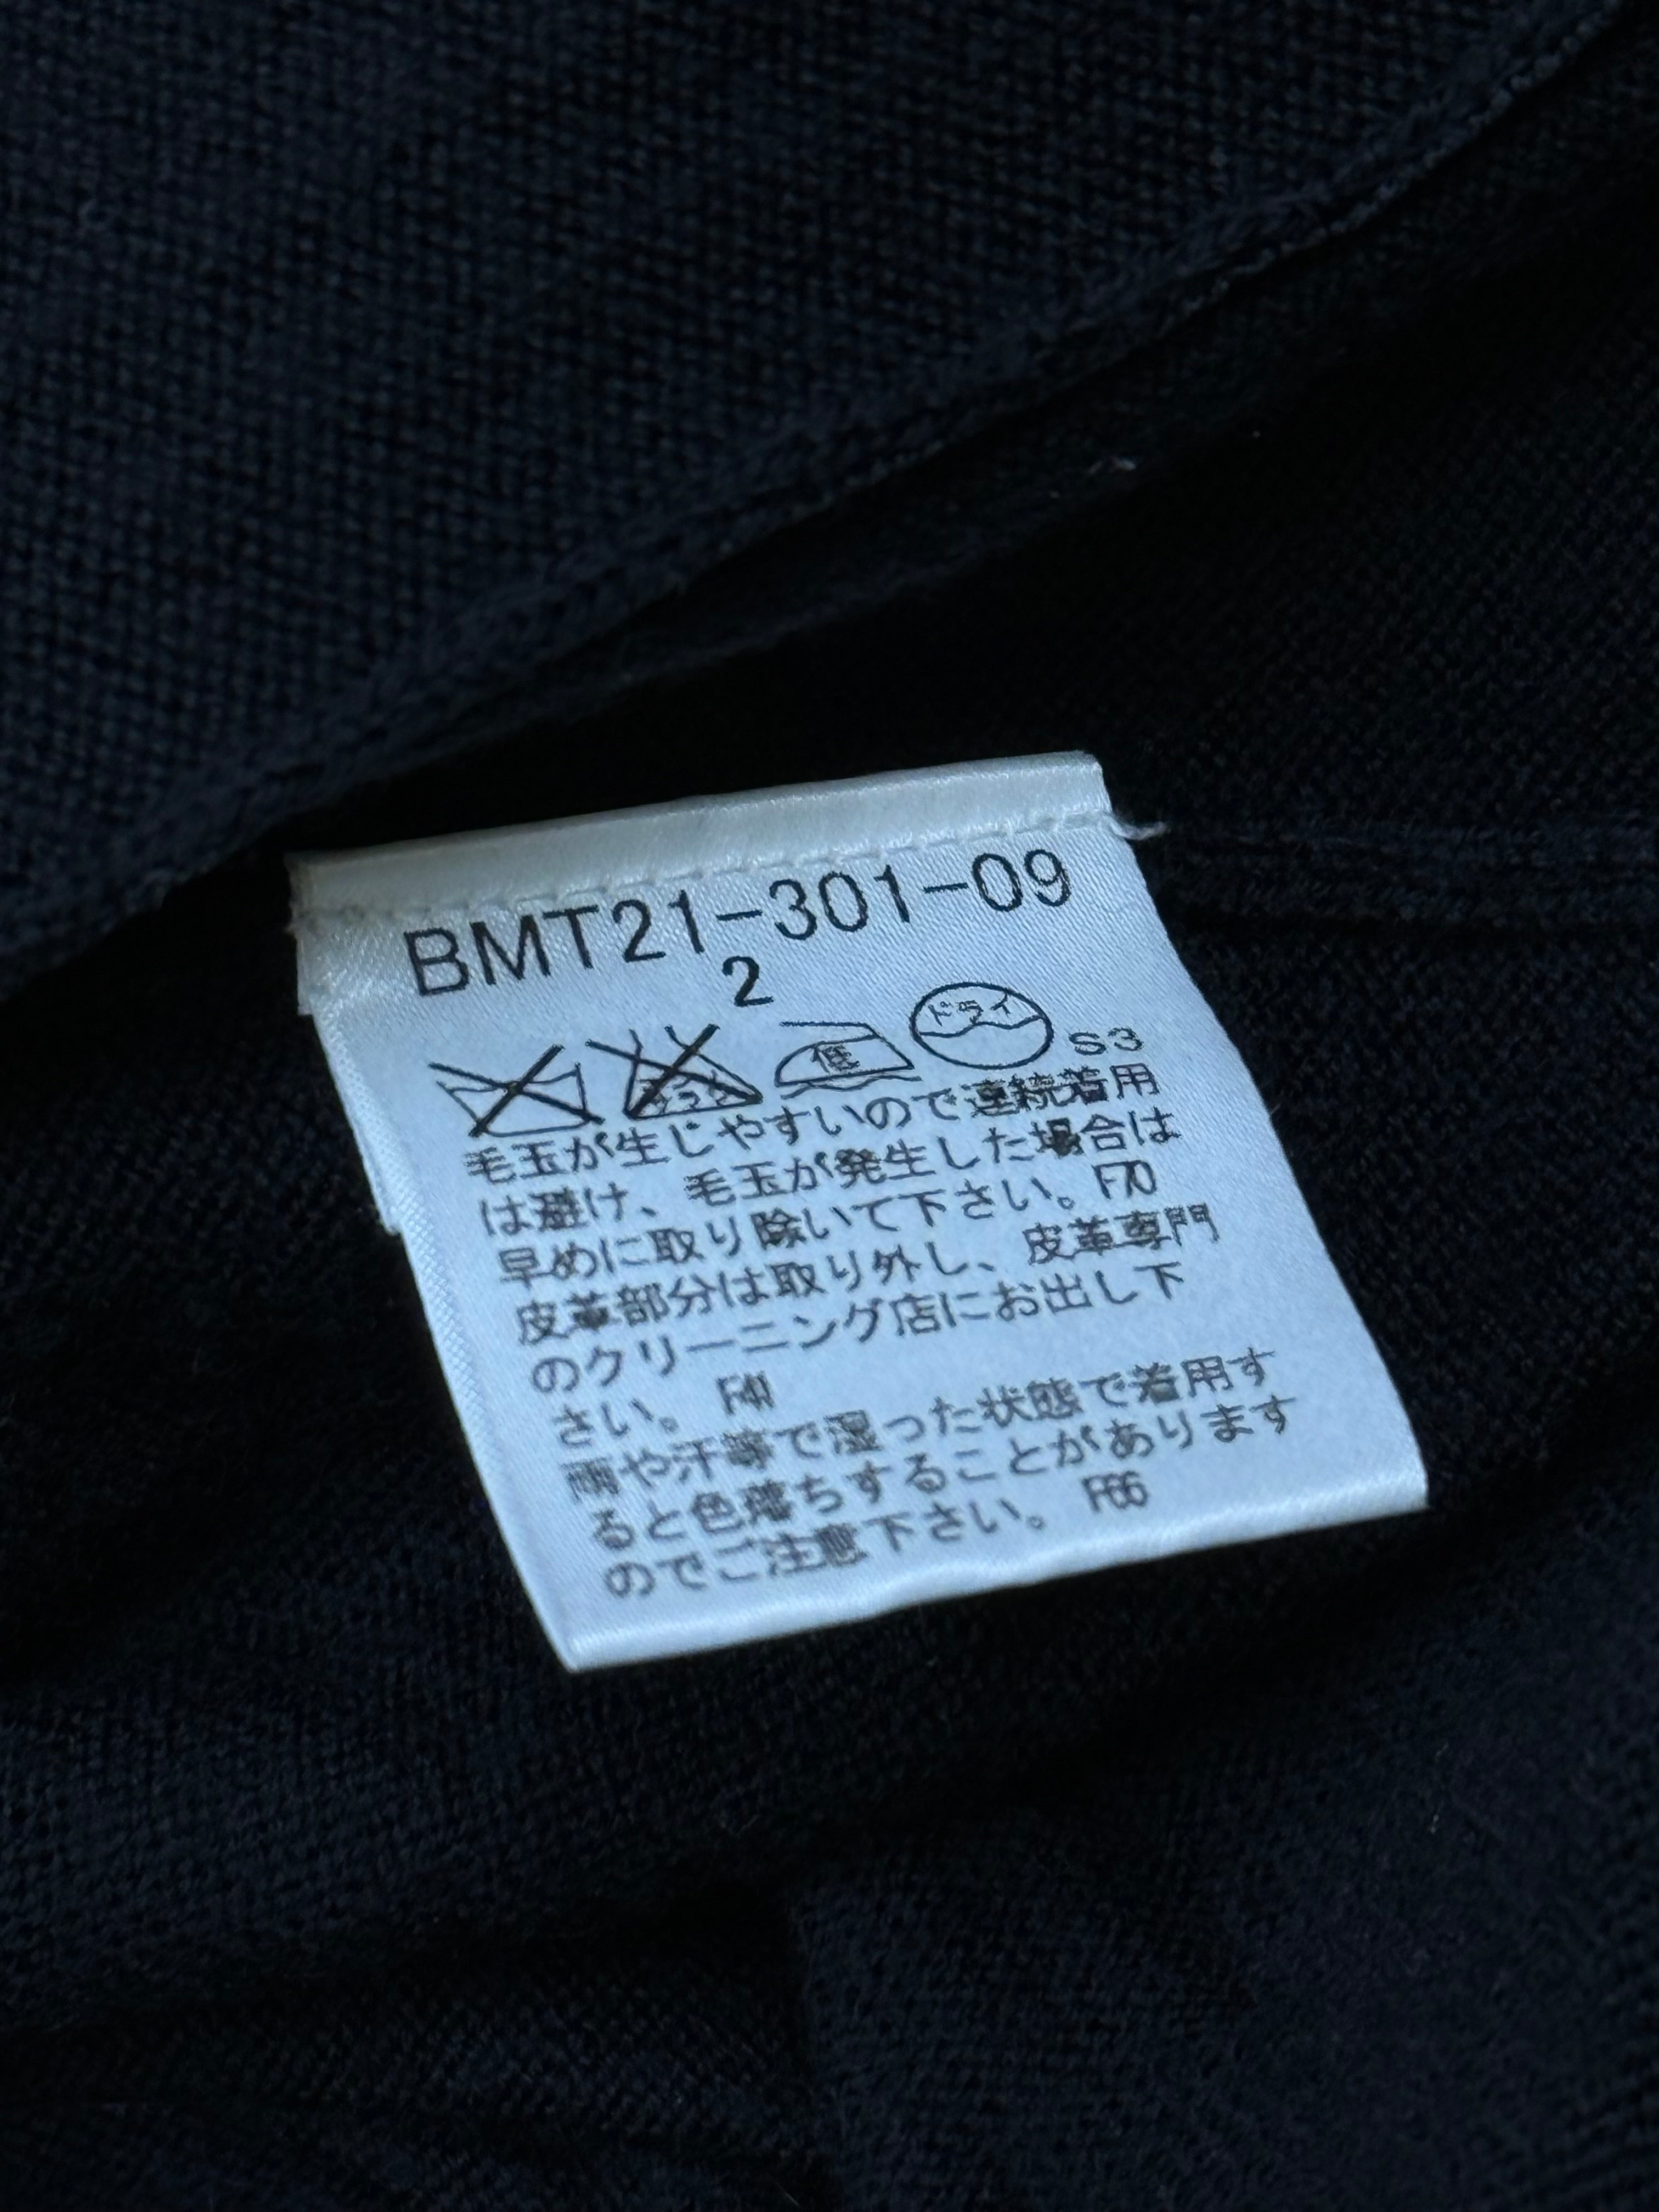 BMT21-301-09
2
ドライ
低
S3
毛玉が生じやすいので連続着用
は避け、毛玉が発生した場合は
早めに取り除いて下さい。 F70
皮革部分は取り外し、皮革専門
のクリーニング店にお出し下
さい。 F41
雨や汗等で湿った状態で着用す
ると色落ちすることがあります
のでご注意下さい。 F66